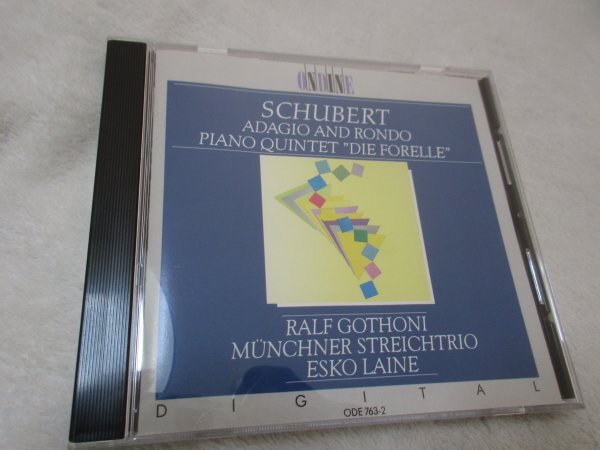 ONDINE
SCHUBERT
ADAGIO AND RONDO
PIANO QUINTET "DIE FORELLE"
RALF GOTHONI
MÜNCHNER STREICHTRIO
ESKO LAINE
DIGITAL
ODE 763-2